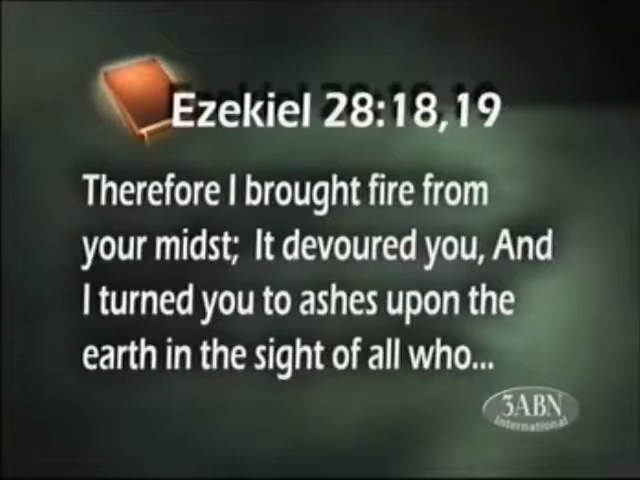 Ezekiel 28:18,19
Therefore I brought fire from
your midst; It devoured you, And
I turned you to ashes upon the
earth in the sight of all who...
3ABN
International